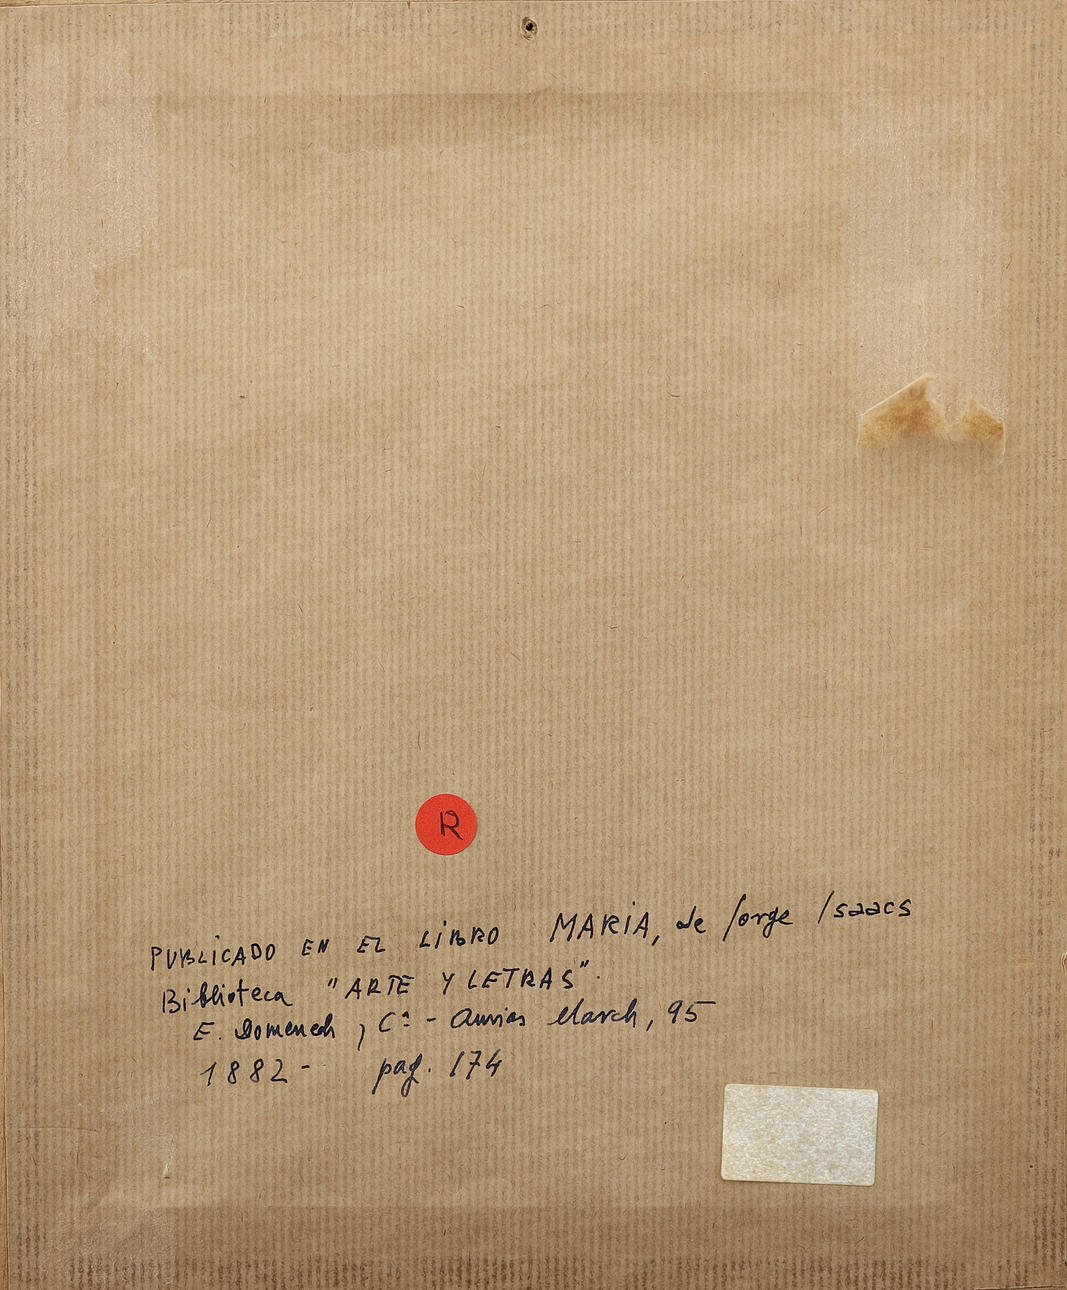 R
PUBLICADO EN EL LIBRO MARIA, de Jorge Isaacs
Biblioteca "ARTE Y LETRAS".
E. Domenech y Cª - Ausias March, 95
1882 - pag. 174